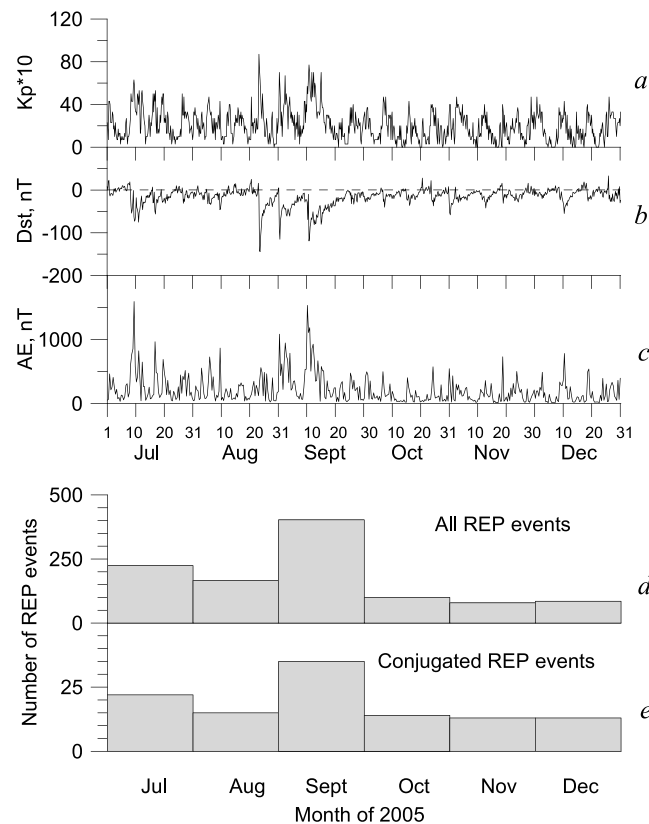 120
80
40
0
Kp*10
a
0
-100
-200
Dst, nT
b
1000
0
AE, nT
c
1 10 20 31 10 20 31 10 20 30 10 20 31 10 20 30 10 20 31
Jul Aug Sept Oct Nov Dec
500
250
0
All REP events
d
Number of REP events
Conjugated REP events
25
0
e
Jul Aug Sept Oct Nov Dec
Month of 2005